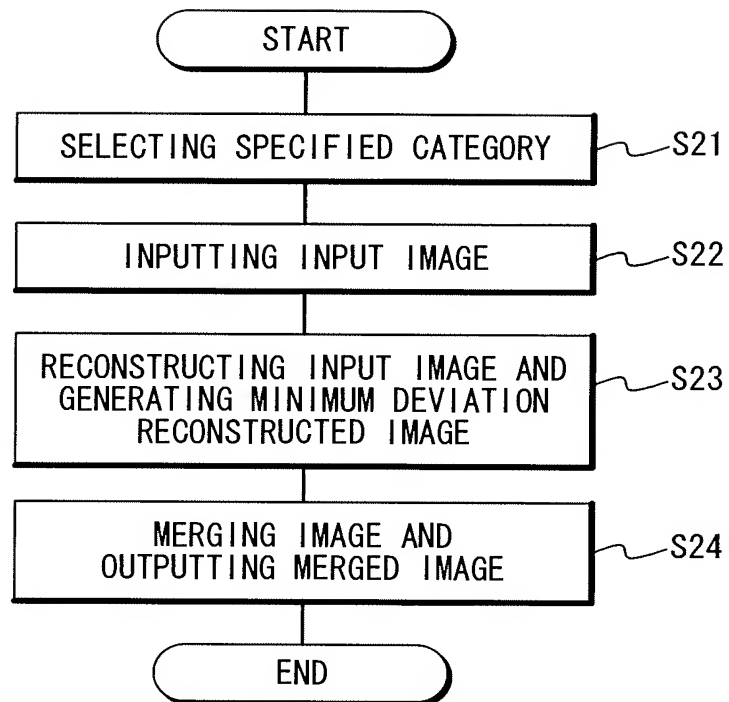 START
SELECTING SPECIFIED CATEGORY
S21
INPUTTING INPUT IMAGE
S22
RECONSTRUCTING INPUT IMAGE AND
GENERATING MINIMUM DEVIATION
RECONSTRUCTED IMAGE
S23
MERGING IMAGE AND
OUTPUTTING MERGED IMAGE
S24
END